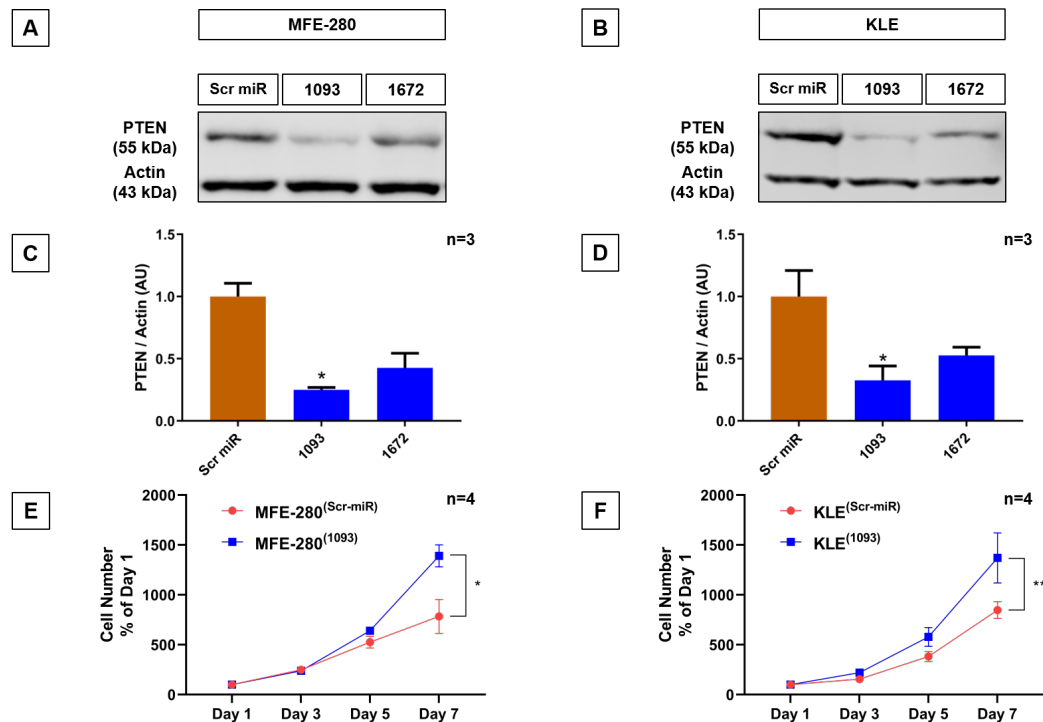 A
MFE-280
Scr miR 1093 1672
PTEN
(55 kDa)
Actin
(43 kDa)
B
KLE
Scr miR 1093 1672
PTEN
(55 kDa)
Actin
(43 kDa)
C
n=3
PTEN / Actin (AU)
1.5
1.0
0.5
0.0
*
Scr miR 1093 1672
D
n=3
PTEN / Actin (AU)
1.5
1.0
0.5
0.0
*
Scr miR 1093 1672
E
n=4
Cell Number
% of Day 1
2000
1500
1000
500
0
MFE-280(Scr-miR)
MFE-280(1093)
*
Day 1 Day 3 Day 5 Day 7
F
n=4
Cell Number
% of Day 1
2000
1500
1000
500
0
KLE(Scr-miR)
KLE(1093)
**
Day 1 Day 3 Day 5 Day 7